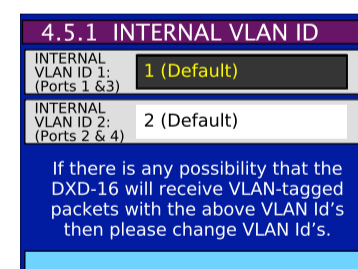 4.5.1 INTERNAL VLAN ID
INTERNAL
VLAN ID 1:
(Ports 1 &3)
1 (Default)
INTERNAL
VLAN ID 2:
(Ports 2 & 4)
2 (Default)
If there is any possibility that the
DXD-16 will receive VLAN-tagged
packets with the above VLAN Id’s
then please change VLAN Id’s.